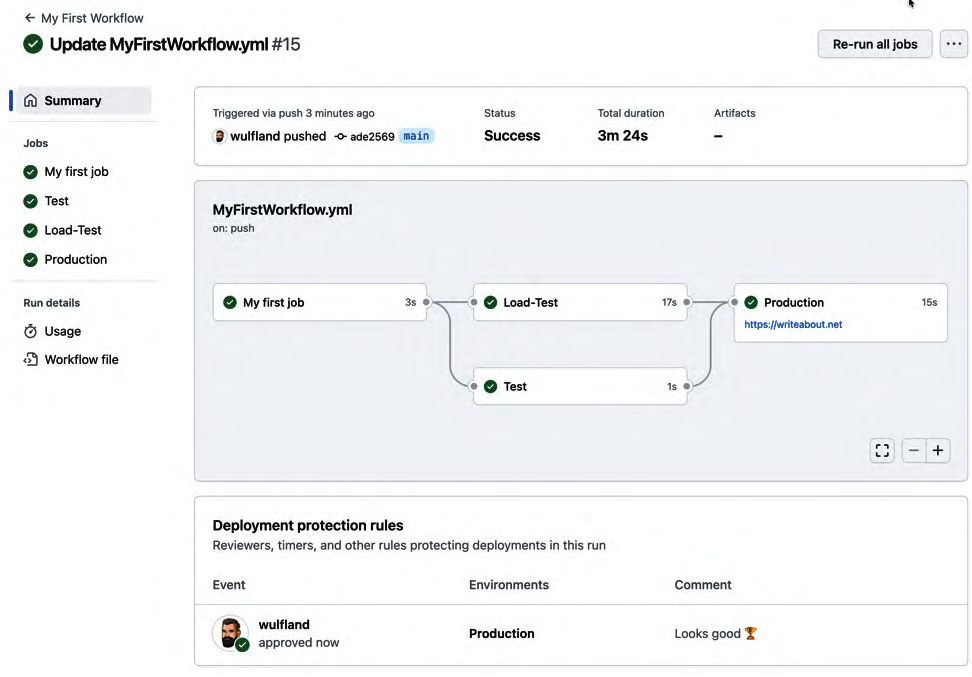 ← My First Workflow
Update MyFirstWorkflow.yml #15
Re-run all jobs
Summary
Jobs
My first job
Test
Load-Test
Production
Run details
Usage
Workflow file
Triggered via push 3 minutes ago
wulfland pushed ade2569 main
Status
Success
Total duration
3m 24s
Artifacts
–
MyFirstWorkflow.yml
on: push
My first job 3s
Load-Test 17s
Production 15s
https://writeabout.net
Test 1s
Deployment protection rules
Reviewers, timers, and other rules protecting deployments in this run
Event Environments Comment
wulfland
approved now
Production
Looks good 🏆